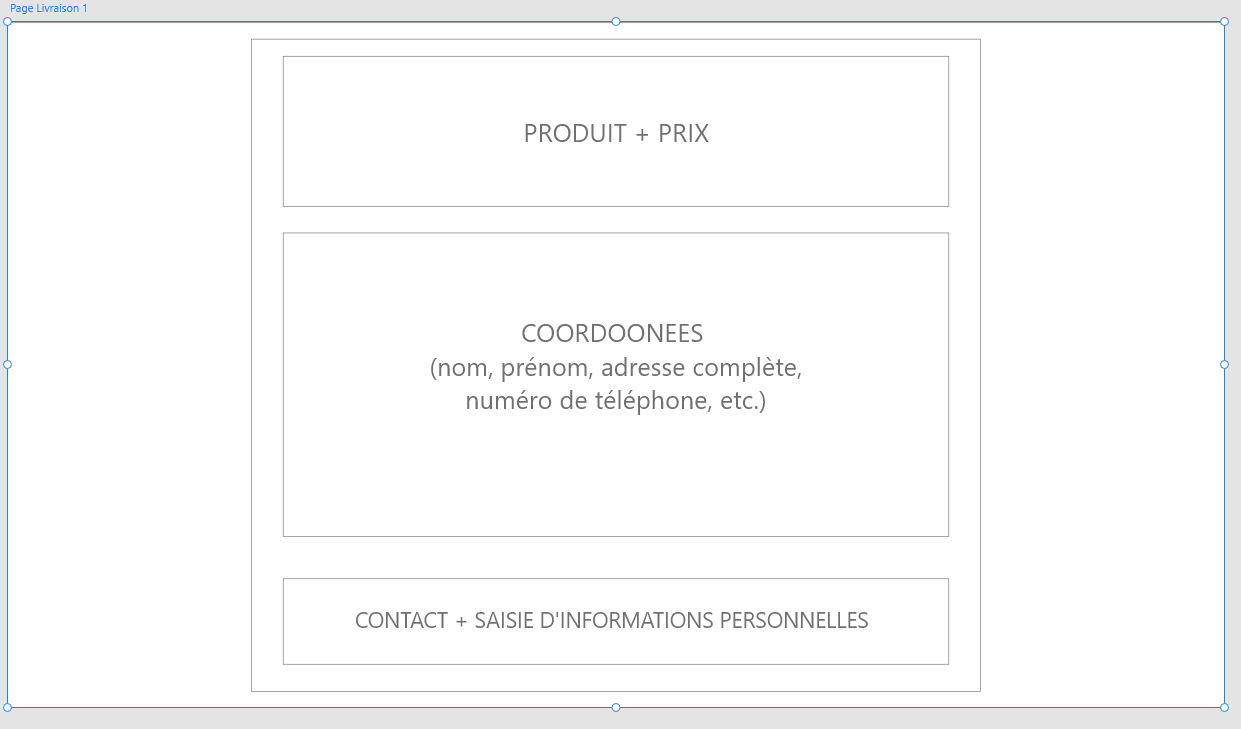 Page Livraison 1
PRODUIT + PRIX
COORDOONEES
(nom, prénom, adresse complète,
numéro de téléphone, etc.)
CONTACT + SAISIE D'INFORMATIONS PERSONNELLES